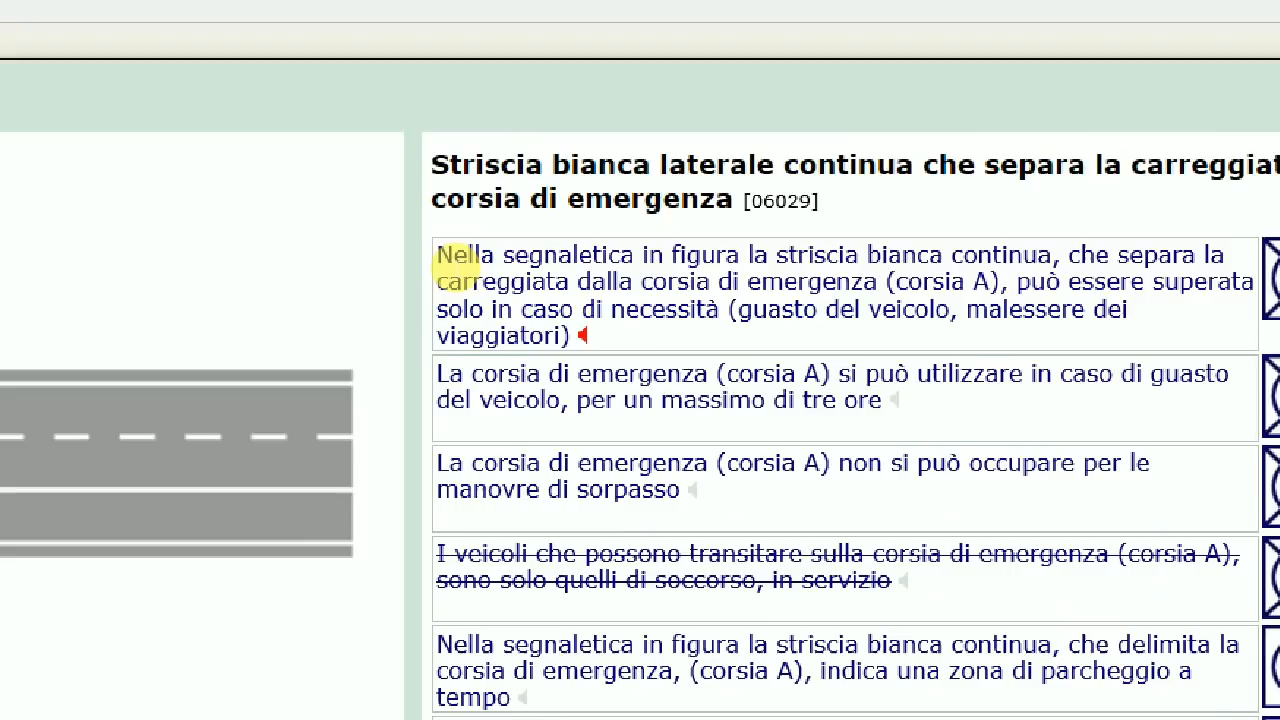 Striscia bianca laterale continua che separa la carreggiat
corsia di emergenza [06029]
Nella segnaletica in figura la striscia bianca continua, che separa la
carreggiata dalla corsia di emergenza (corsia A), può essere superata
solo in caso di necessità (guasto del veicolo, malessere dei
viaggiatori)
La corsia di emergenza (corsia A) si può utilizzare in caso di guasto
del veicolo, per un massimo di tre ore
La corsia di emergenza (corsia A) non si può occupare per le
manovre di sorpasso
I veicoli che possono transitare sulla corsia di emergenza (corsia A),
sono solo quelli di soccorso, in servizio
Nella segnaletica in figura la striscia bianca continua, che delimita la
corsia di emergenza, (corsia A), indica una zona di parcheggio a
tempo